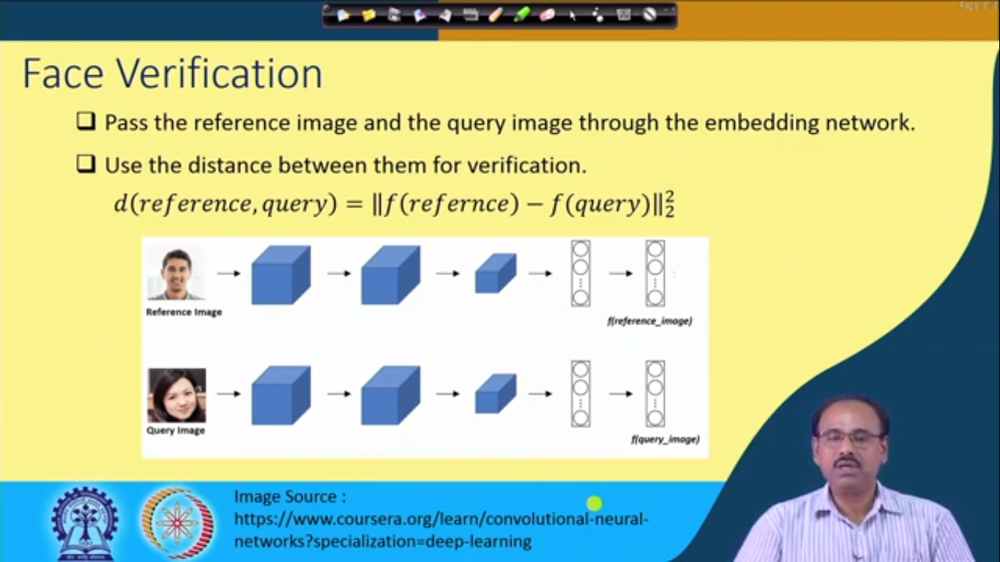 Face Verification
❑ Pass the reference image and the query image through the embedding network.
❑ Use the distance between them for verification.
d(reference, query) = ‖f(refernce) − f(query)‖₂²
Reference Image
f(reference_image)
Query Image
f(query_image)
Image Source :
https://www.coursera.org/learn/convolutional-neural-
networks?specialization=deep-learning